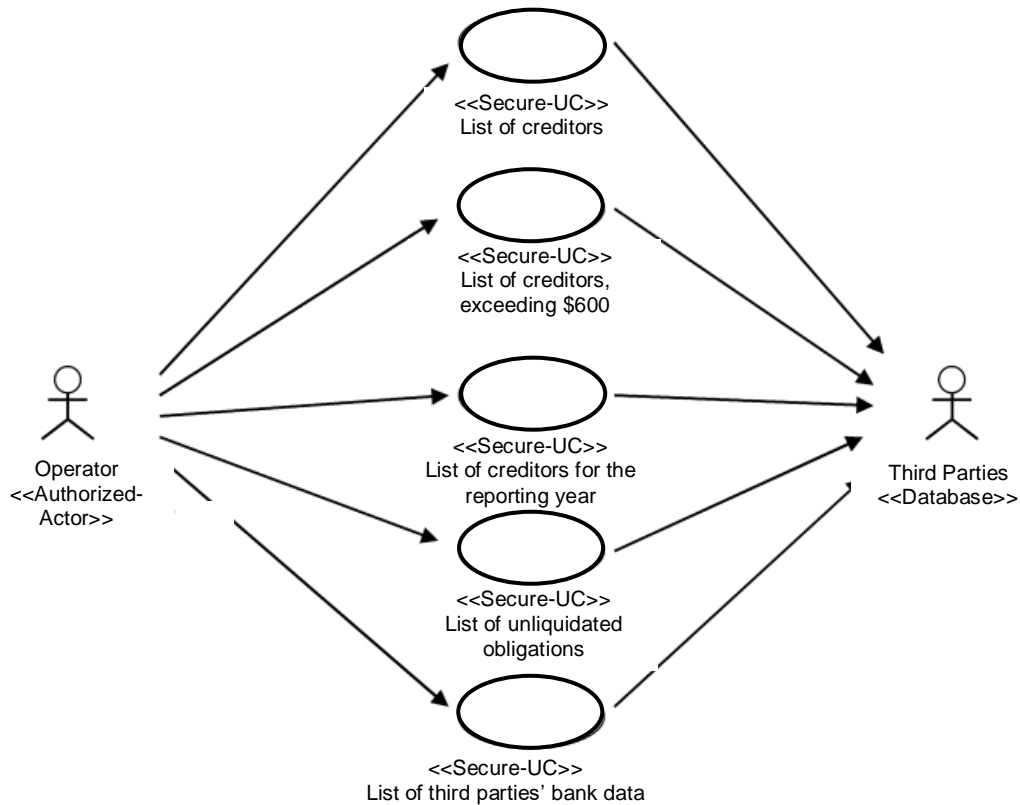 <<Secure-UC>>
List of creditors
<<Secure-UC>>
List of creditors,
exceeding $600
<<Secure-UC>>
List of creditors for the
reporting year
Operator
<<Authorized-
Actor>>
Third Parties
<<Database>>
<<Secure-UC>>
List of unliquidated
obligations
<<Secure-UC>>
List of third parties’ bank data